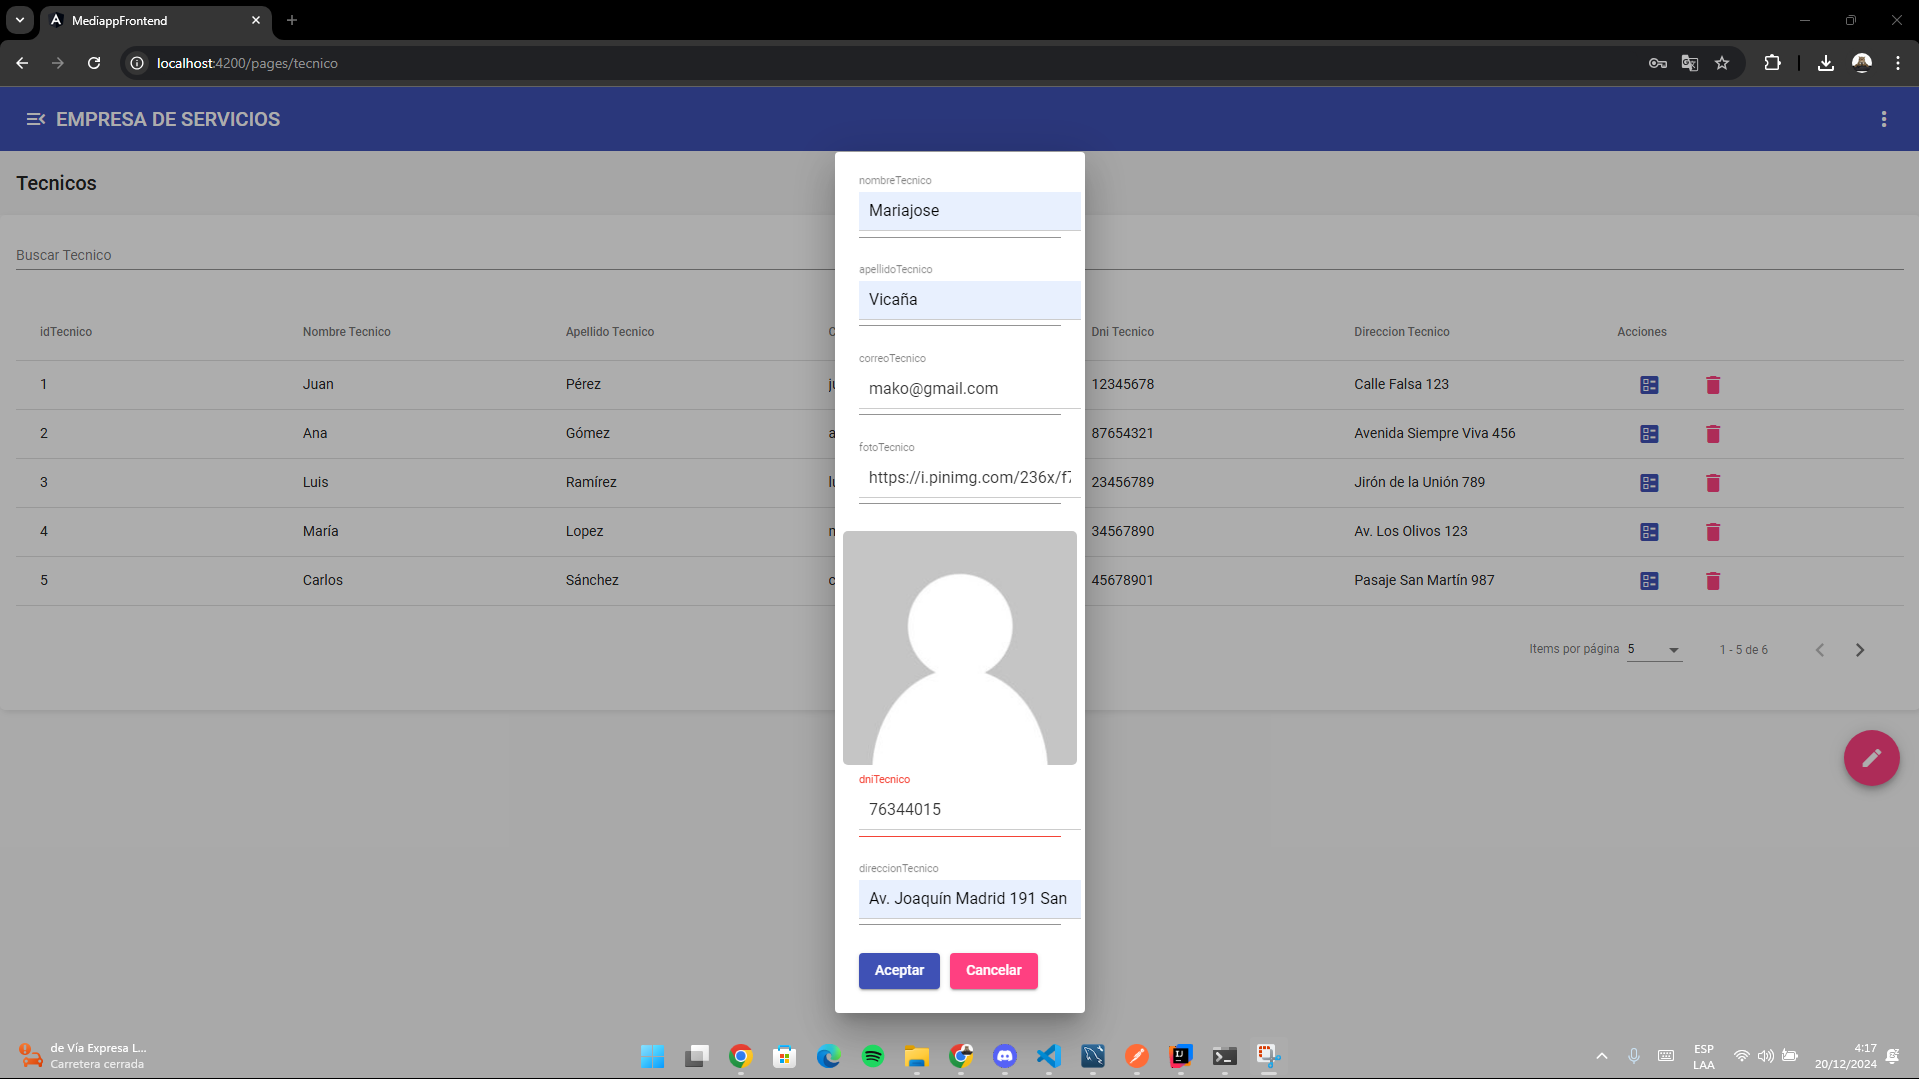 MediappFrontend
localhost:4200/pages/tecnico
EMPRESA DE SERVICIOS
Tecnicos
Buscar Tecnico
idTecnico Nombre Tecnico Apellido Tecnico C Dni Tecnico Direccion Tecnico Acciones
1 Juan Pérez ju 12345678 Calle Falsa 123
2 Ana Gómez a 87654321 Avenida Siempre Viva 456
3 Luis Ramírez lu 23456789 Jirón de la Unión 789
4 María Lopez m 34567890 Av. Los Olivos 123
5 Carlos Sánchez c 45678901 Pasaje San Martín 987
Items por página 5 1 - 5 de 6
nombreTecnico
Mariajose
apellidoTecnico
Vicaña
correoTecnico
mako@gmail.com
fotoTecnico
https://i.pinimg.com/236x/f7
dniTecnico
76344015
direccionTecnico
Av. Joaquín Madrid 191 San
Aceptar Cancelar
de Vía Expresa L...
Carretera cerrada
ESP
LAA
4:17
20/12/2024